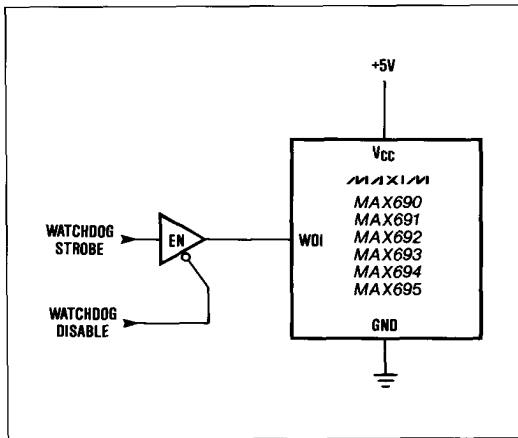 +5V
VCC
MAXIM
MAX690
MAX691
MAX692
MAX693
MAX694
MAX695
WATCHDOG
STROBE
EN
WDI
WATCHDOG
DISABLE
GND